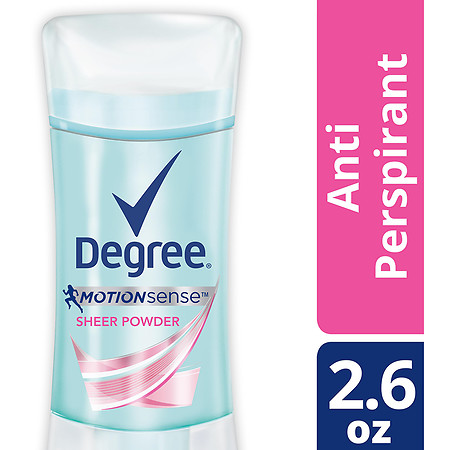 Degree®
MOTIONSENSE™
SHEER POWDER
Anti
Perspirant
2.6
oz